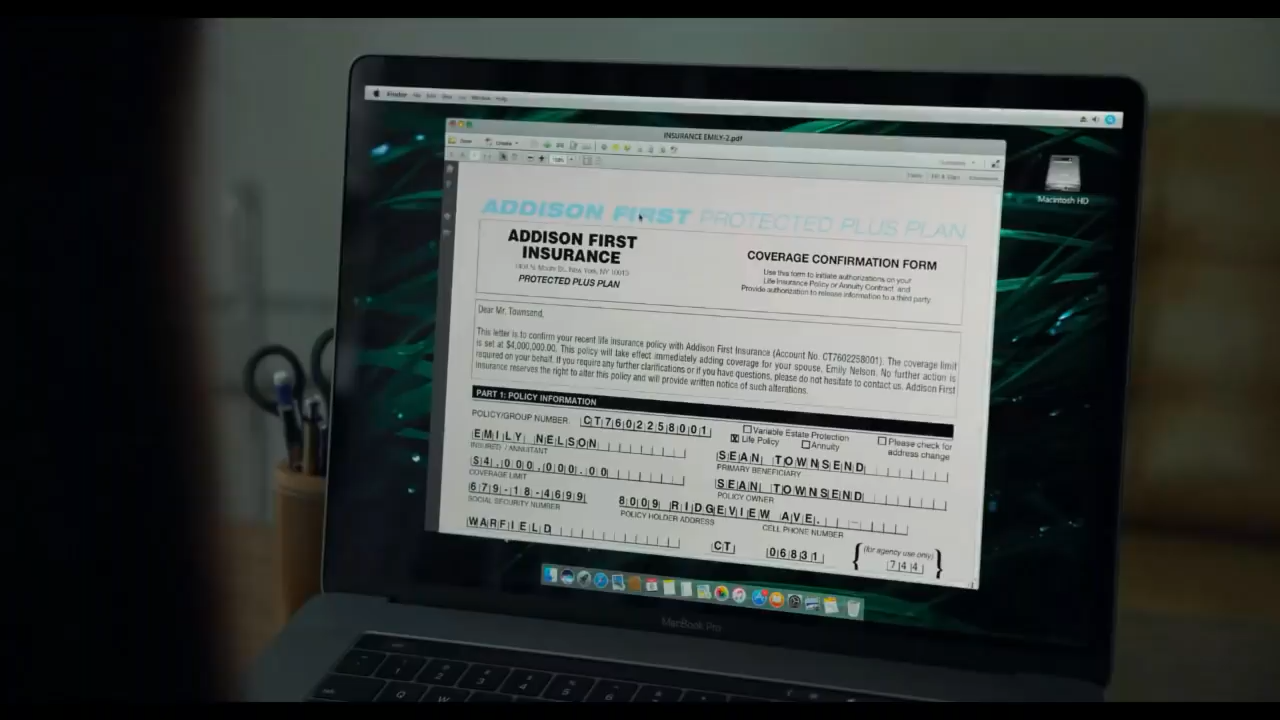 Finder File Edit View Go Window Help
INSURANCE EMILY-2.pdf
Create
Macintosh HD
ADDISON FIRST PROTECTED PLUS PLAN
ADDISON FIRST
INSURANCE
PROTECTED PLUS PLAN
COVERAGE CONFIRMATION FORM
Use this form to initiate authorizations on your
Life Insurance Policy or Annuity Contract and
Provide authorization to release information to a third party.
Dear Mr. Townsend,
This letter is to confirm your recent life insurance policy with Addison First Insurance (Account No. CT7602258001). The coverage limit
is set at $4,000,000.00. This policy will take effect immediately adding coverage for your spouse, Emily Nelson. No further action is
required on your behalf. If you require any further clarifications or if you have questions, please do not hesitate to contact us. Addison First
Insurance reserves the right to alter this policy and will provide written notice of such alterations.
PART 1: POLICY INFORMATION
POLICY/GROUP NUMBER CT7602258001
Variable Estate Protection
X Life Policy Annuity
Please check for
address change
EMILY NELSON
INSURED / ANNUITANT
SEAN TOWNSEND
PRIMARY BENEFICIARY
$4,000,000.00
COVERAGE LIMIT
SEAN TOWNSEND
POLICY OWNER
679-18-4699
SOCIAL SECURITY NUMBER
8009 RIDGEVIEW AVE.
POLICY HOLDER ADDRESS
CELL PHONE NUMBER
WARFIELD
CT
06831
(for agency use only)
744
MacBook Pro